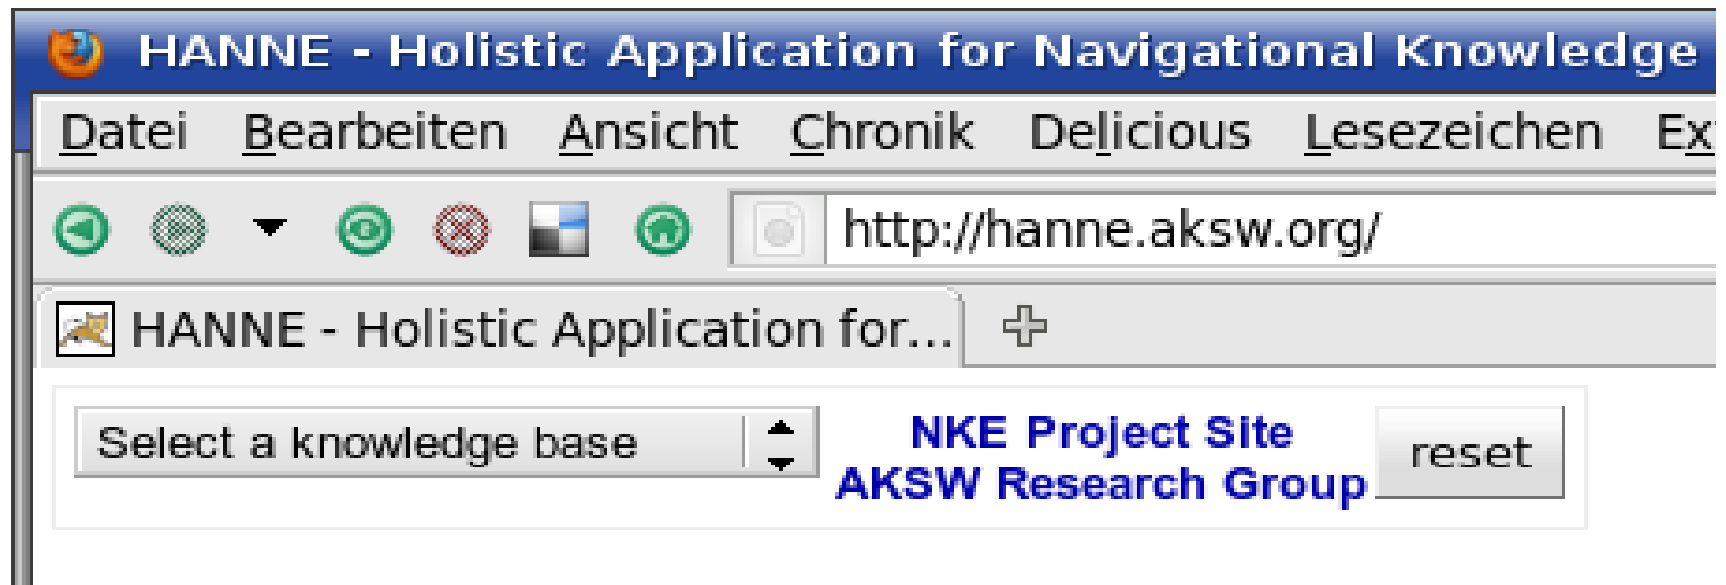 HANNE - Holistic Application for Navigational Knowledge
Datei Bearbeiten Ansicht Chronik Delicious Lesezeichen Ex
http://hanne.aksw.org/
HANNE - Holistic Application for...
Select a knowledge base
NKE Project Site
AKSW Research Group
reset